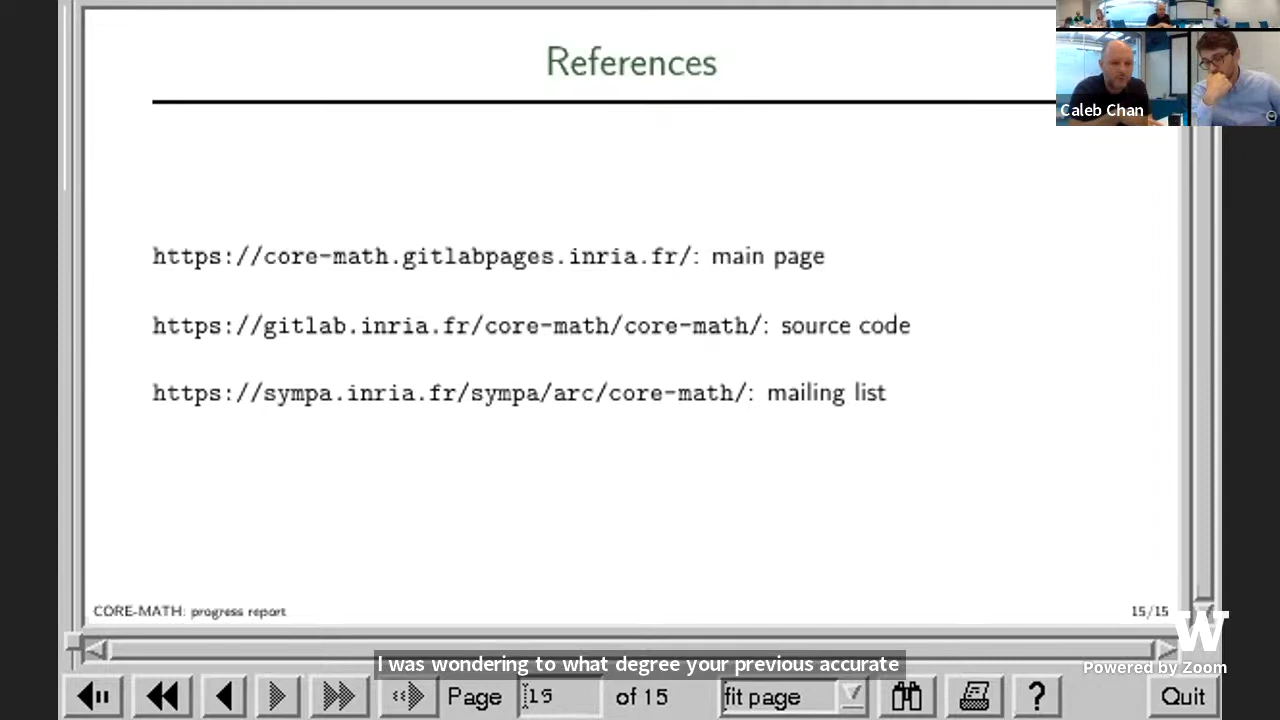 References
Caleb Chan
https://core-math.gitlabpages.inria.fr/: main page
https://gitlab.inria.fr/core-math/core-math/: source code
https://sympa.inria.fr/sympa/arc/core-math/: mailing list
CORE-MATH: progress report
15/15
W
Powered by Zoom
I was wondering to what degree your previous accurate
Page 15 of 15 fit page ? Quit